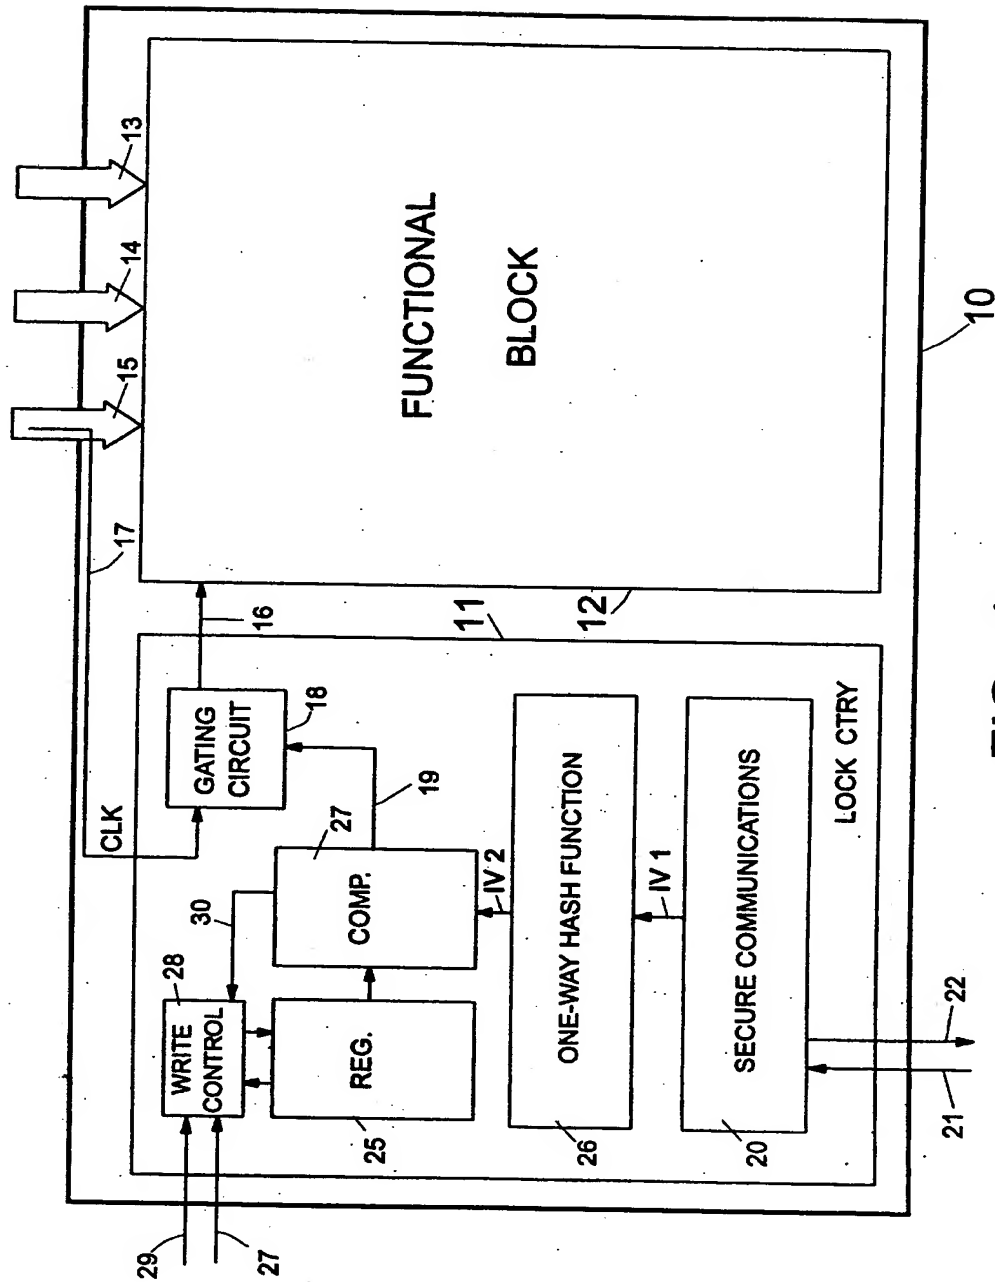 13
14
15
17
FUNCTIONAL
BLOCK
10
16
11
12
CLK
GATING
CIRCUIT
18
19
27
COMP.
30
28
WRITE
CONTROL
REG.
25
IV 2
ONE-WAY HASH FUNCTION
26
IV 1
SECURE COMMUNICATIONS
20
LOCK CTRY
22
21
29
27